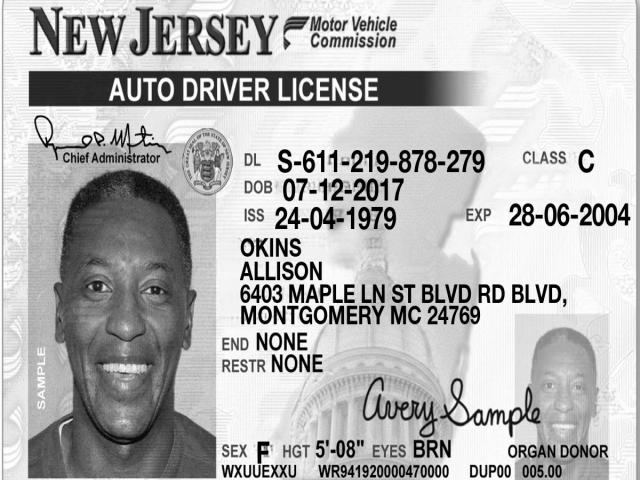 NEW JERSEY Motor Vehicle Commission
AUTO DRIVER LICENSE
Chief Administrator
DL S-611-219-878-279 CLASS C
DOB 07-12-2017
ISS 24-04-1979 EXP 28-06-2004
OKINS
ALLISON
6403 MAPLE LN ST BLVD RD BLVD,
MONTGOMERY MC 24769
END NONE
RESTR NONE
SAMPLE
Avery Sample
SEX F HGT 5'-08" EYES BRN ORGAN DONOR
WXUUEXXU WR941920000470000 DUP00 005.00